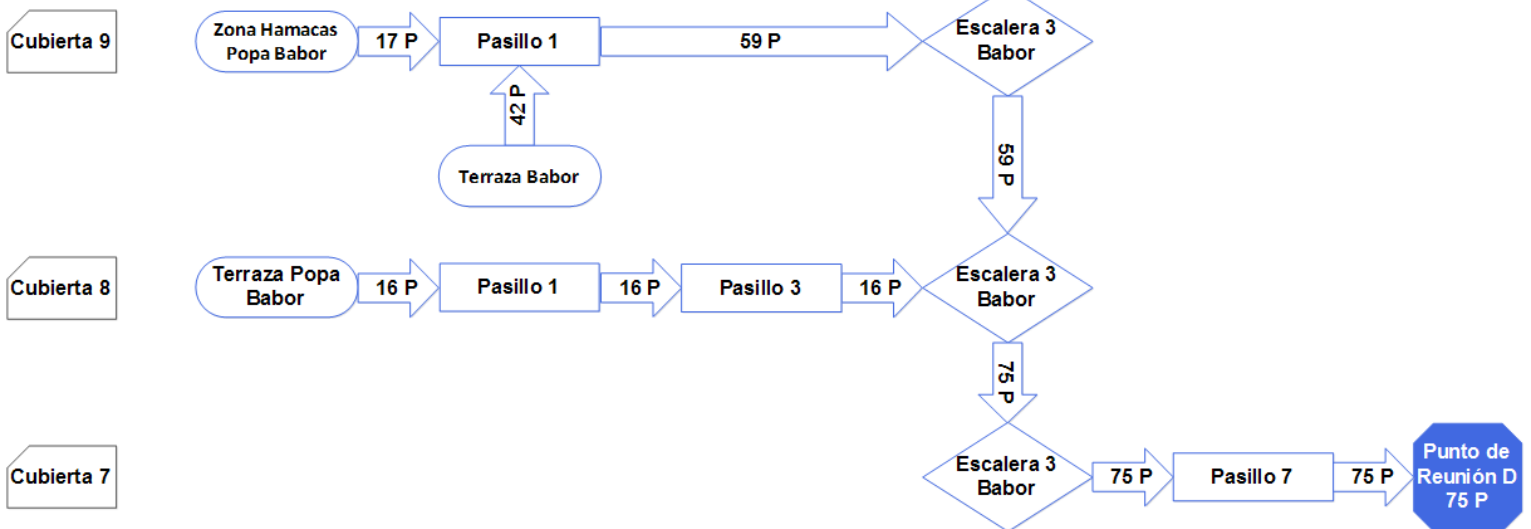 Cubierta 9
Zona Hamacas
Popa Babor
17 P
Pasillo 1
59 P
Escalera 3
Babor
42 P
Terraza Babor
59 P
Cubierta 8
Terraza Popa
Babor
16 P
Pasillo 1
16 P
Pasillo 3
16 P
Escalera 3
Babor
75 P
Cubierta 7
Escalera 3
Babor
75 P
Pasillo 7
75 P
Punto de
Reunión D
75 P